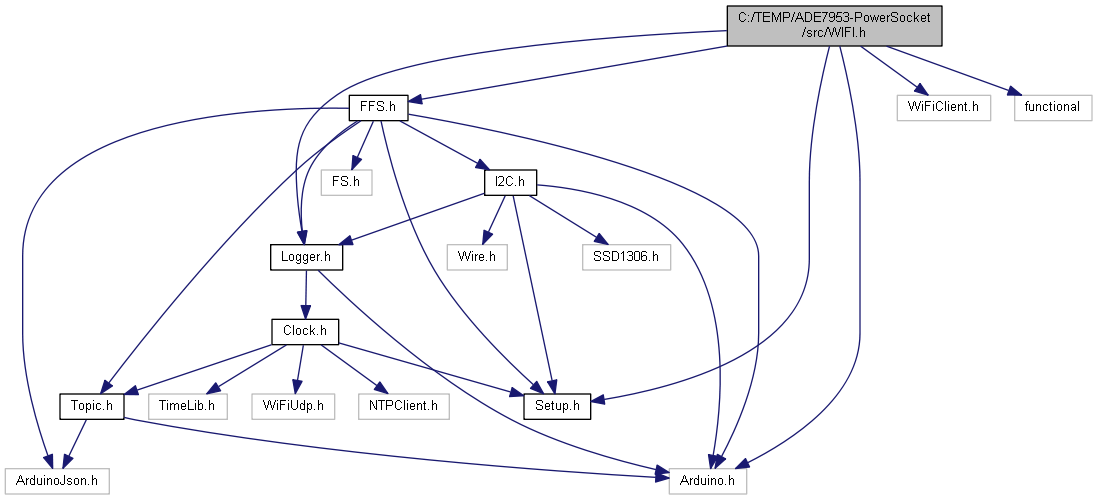 C:/TEMP/ADE7953-PowerSocket
/src/WIFI.h
FFS.h
WiFiClient.h
functional
FS.h
I2C.h
Logger.h
Wire.h
SSD1306.h
Clock.h
Topic.h
TimeLib.h
WiFiUdp.h
NTPClient.h
Setup.h
ArduinoJson.h
Arduino.h